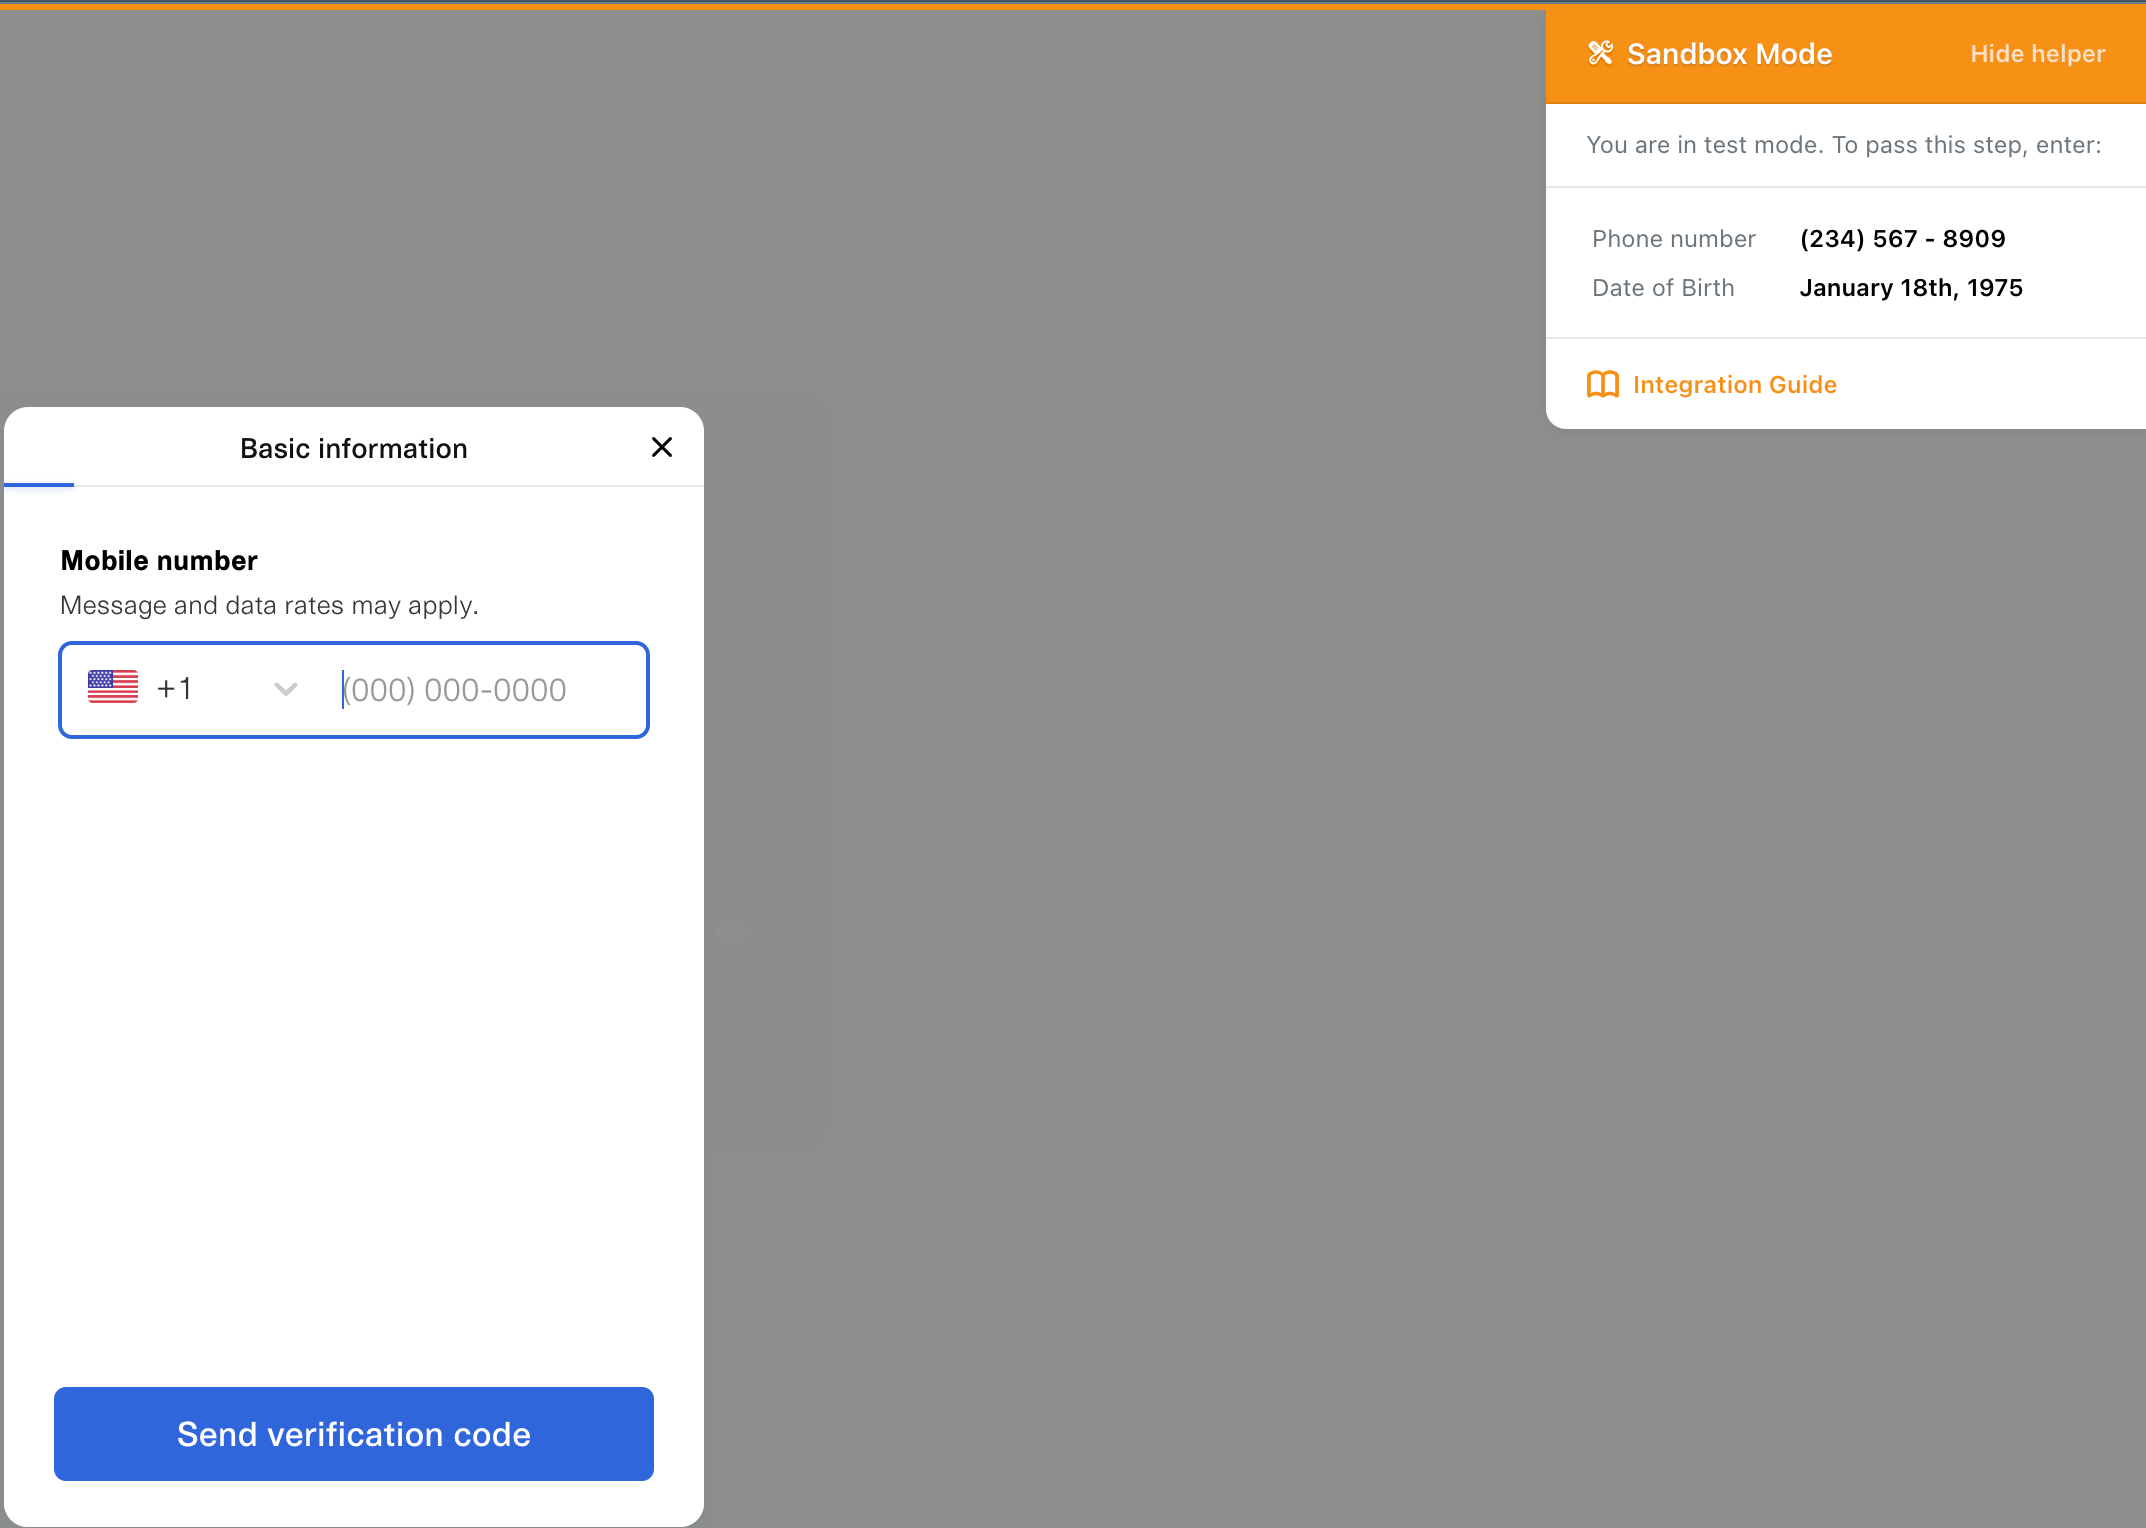 Sandbox Mode
Hide helper
You are in test mode. To pass this step, enter:
Phone number (234) 567 - 8909
Date of Birth January 18th, 1975
Integration Guide
Basic information
Mobile number
Message and data rates may apply.
+1 (000) 000-0000
Send verification code